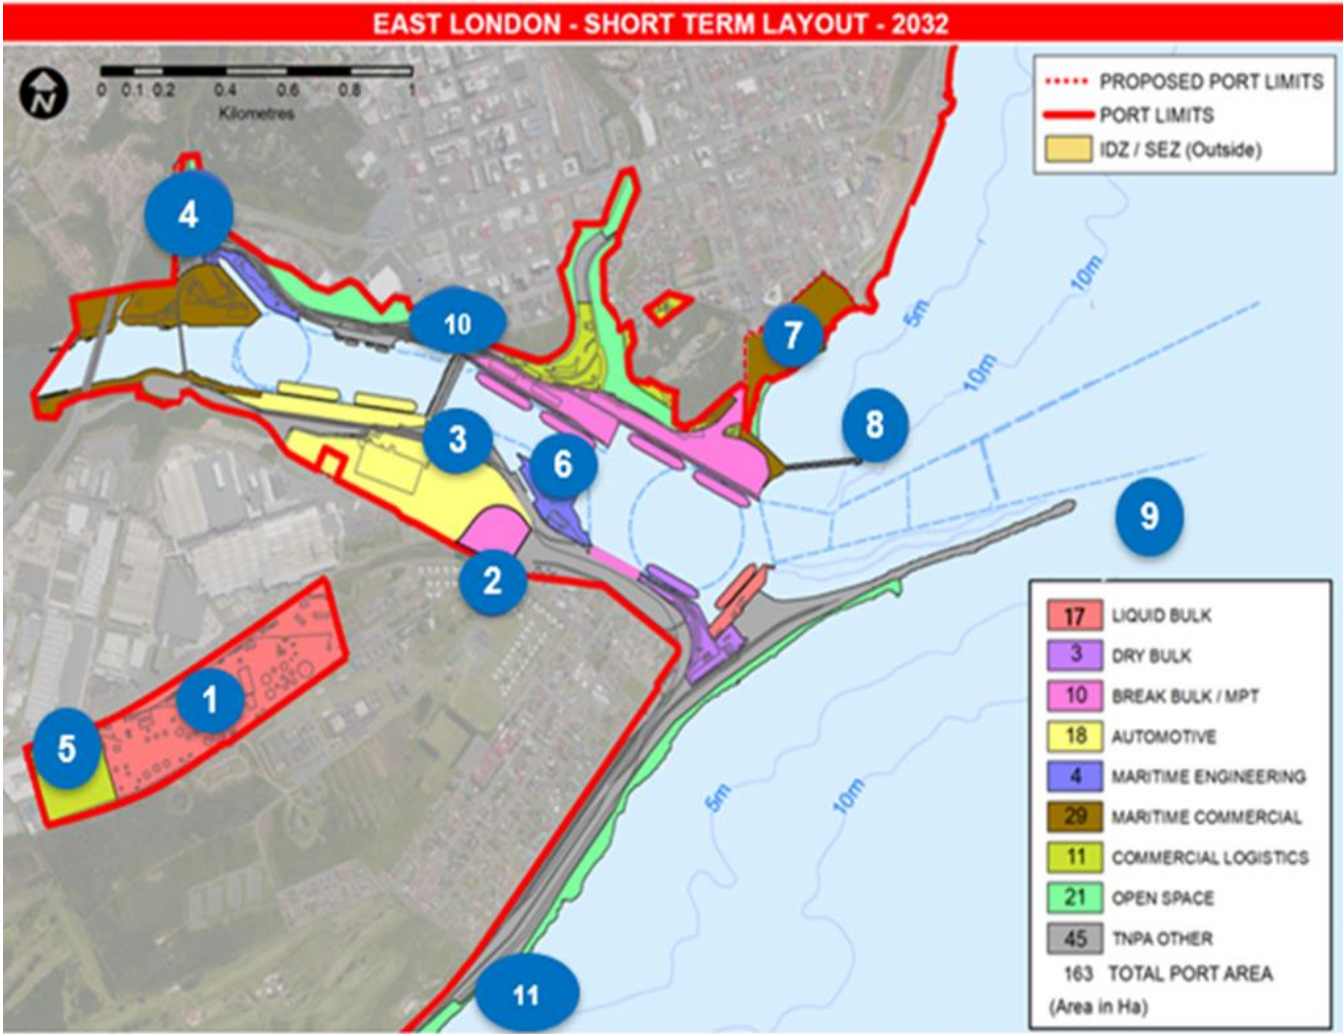 EAST LONDON - SHORT TERM LAYOUT - 2032
N
0 0.1 0.2 0.4 0.6 0.8 1
Kilometres
PROPOSED PORT LIMITS
PORT LIMITS
IDZ / SEZ (Outside)
4
10m
5m
10
7
10m
8
3
6
9
2
1
5
5m
10m
11
17 LIQUID BULK
3 DRY BULK
10 BREAK BULK / MPT
18 AUTOMOTIVE
4 MARITIME ENGINEERING
29 MARITIME COMMERCIAL
11 COMMERCIAL LOGISTICS
21 OPEN SPACE
45 TNPA OTHER
163 TOTAL PORT AREA
(Area in Ha)